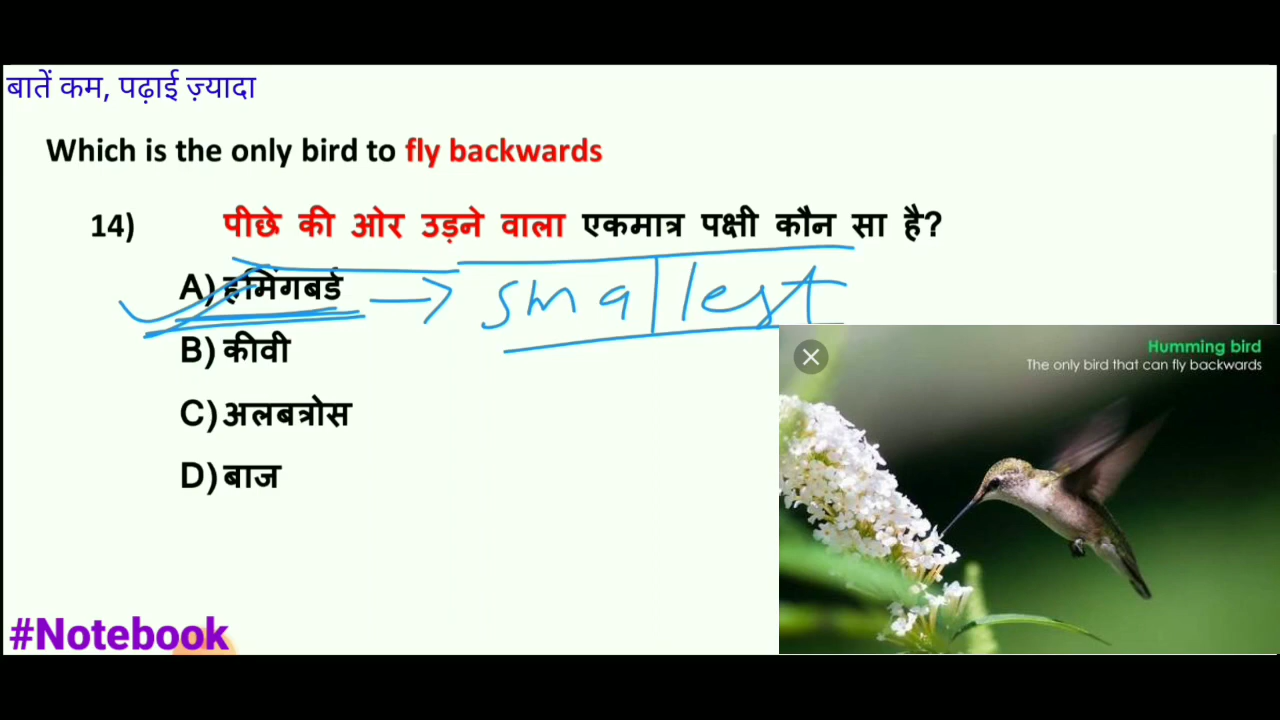 बातें कम, पढ़ाई ज़्यादा
Which is the only bird to fly backwards
14) पीछे की ओर उड़ने वाला एकमात्र पक्षी कौन सा है?
A) हमिंगबर्ड → smallest
B) कीवी
C) अलबत्रोस
D) बाज
Humming bird
The only bird that can fly backwards
#Notebook